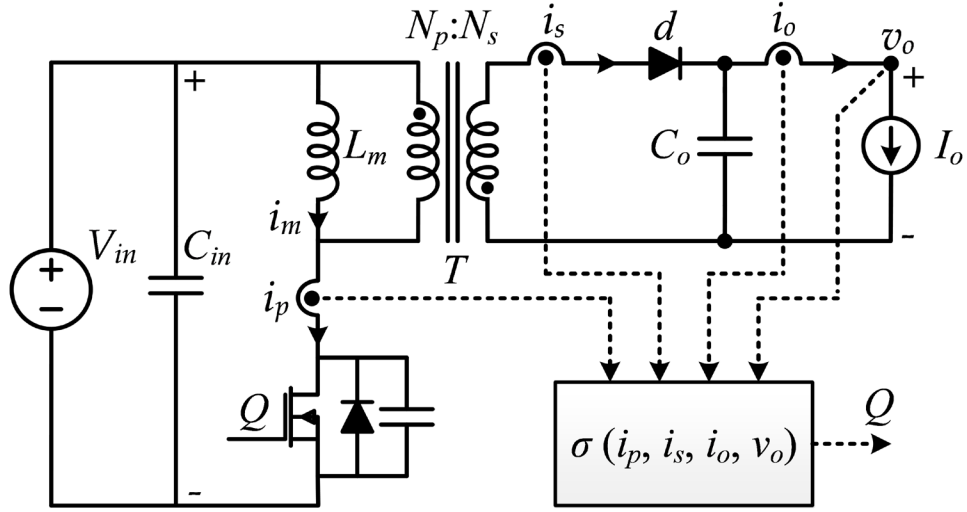 Np:Ns
is
d
io
vo
+
+
Lm
Co
Io
im
-
Vin
Cin
T
ip
Q
Q
σ (ip, is, io, vo)
-